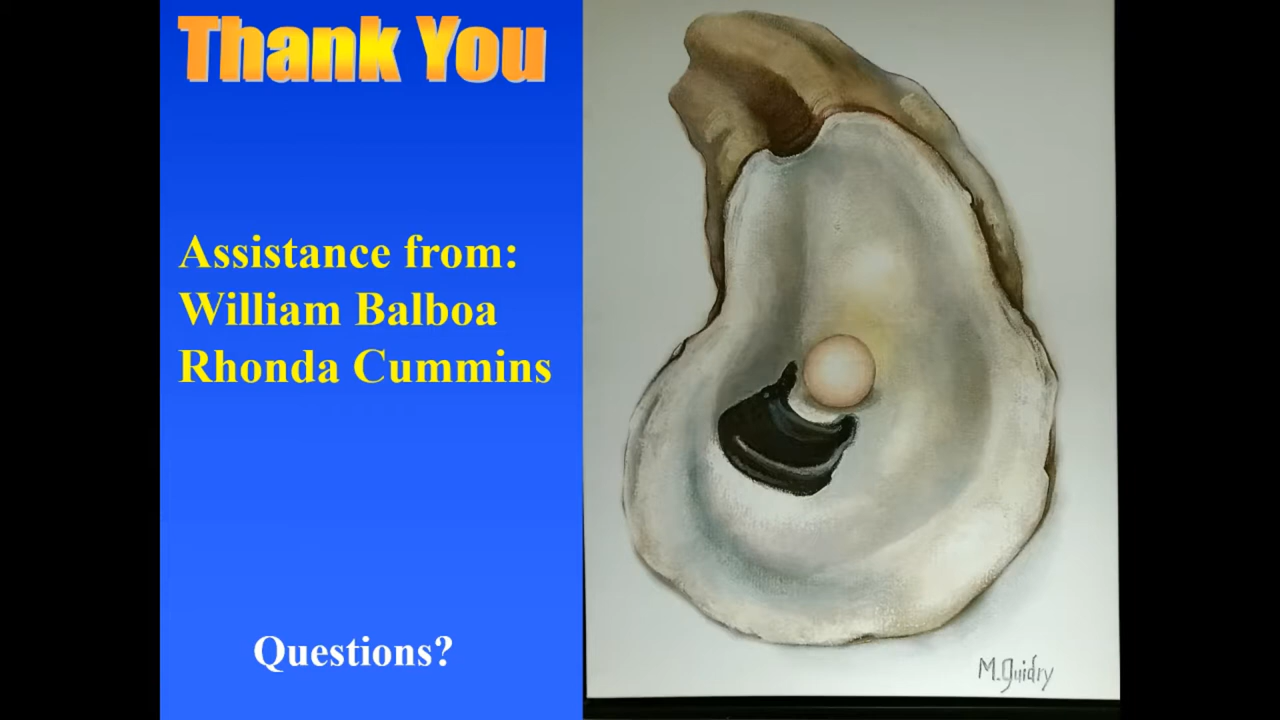 Thank You
Assistance from:
William Balboa
Rhonda Cummins
Questions?
M. Guidry